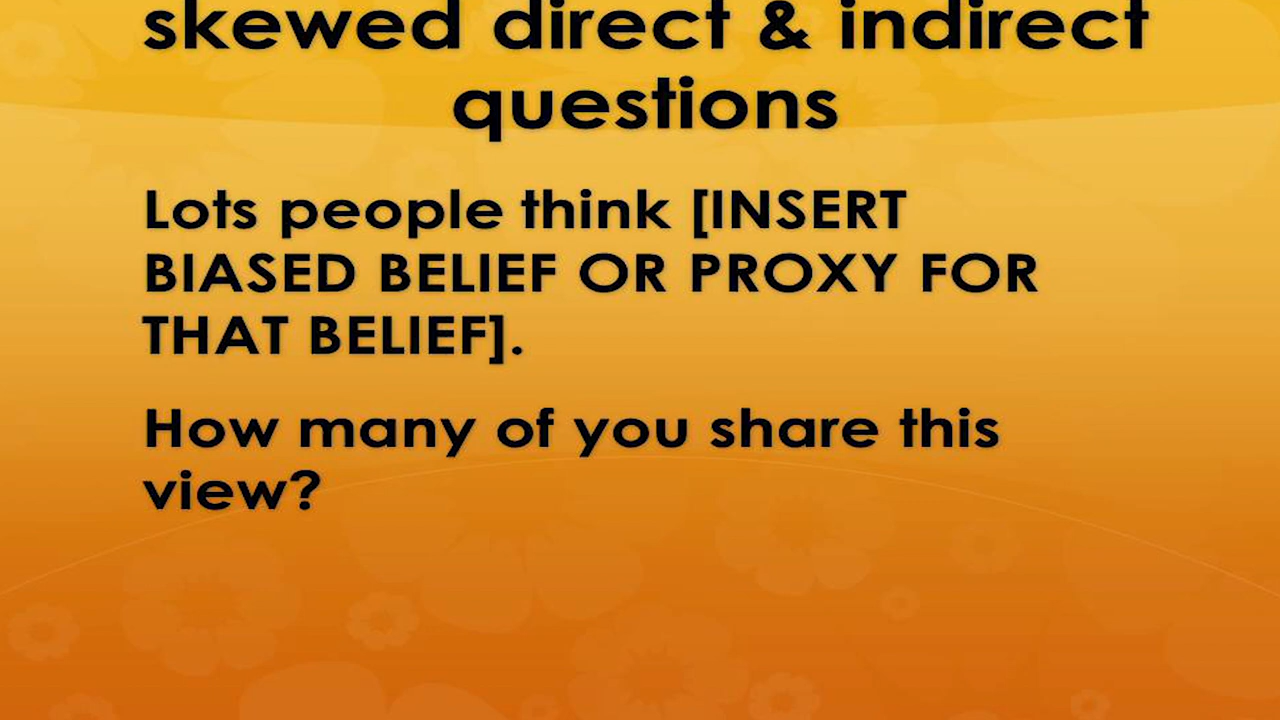 skewed direct & indirect
questions
Lots people think [INSERT
BIASED BELIEF OR PROXY FOR
THAT BELIEF].
How many of you share this
view?